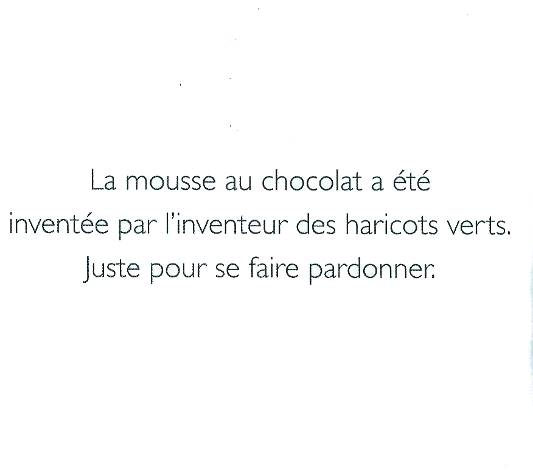 La mousse au chocolat a été
inventée par l'inventeur des haricots verts.
Juste pour se faire pardonner.